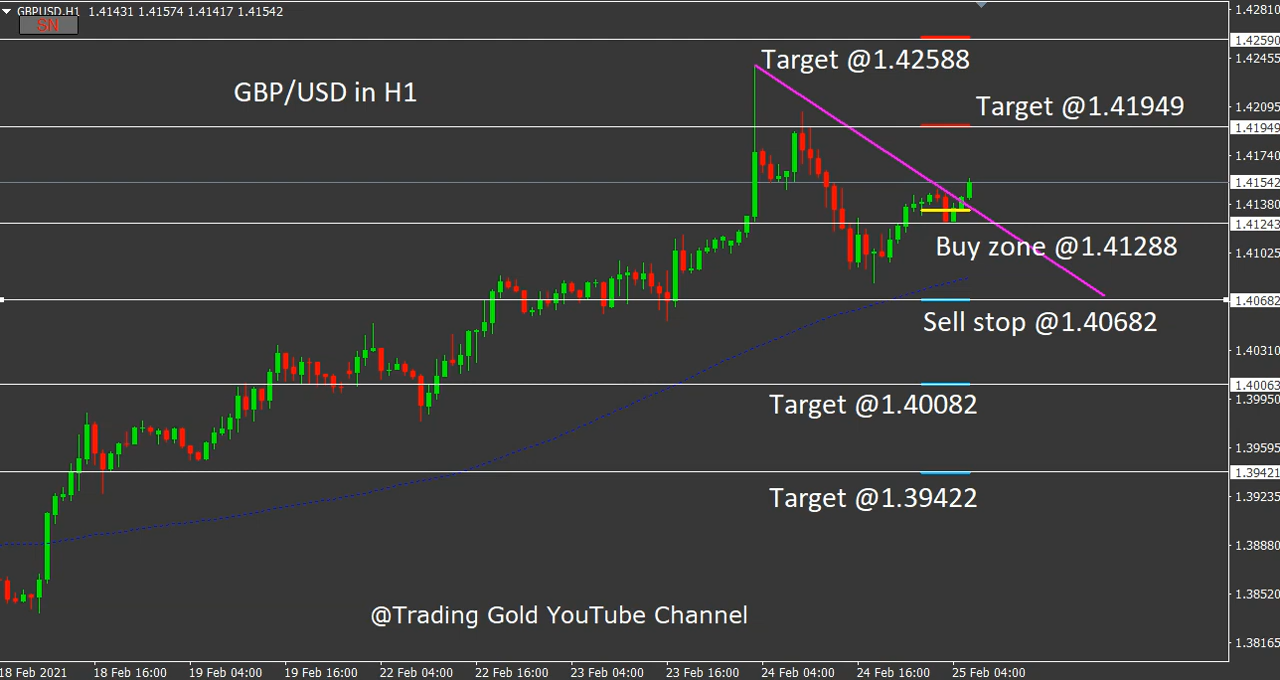 GBPUSD,H1 1.41431 1.41574 1.41417 1.41542
SN
1.42810
1.42590
Target @1.42588
1.42455
GBP/USD in H1
Target @1.41949
1.42095
1.41949
1.41740
1.41542
1.41380
1.41243
Buy zone @1.41288
1.41025
1.40682
Sell stop @1.40682
1.40310
1.40063
Target @1.40082
1.39950
1.39595
1.39421
Target @1.39422
1.39235
1.38880
1.38520
@Trading Gold YouTube Channel
1.38165
18 Feb 2021 18 Feb 16:00 19 Feb 04:00 19 Feb 16:00 22 Feb 04:00 22 Feb 16:00 23 Feb 04:00 23 Feb 16:00 24 Feb 04:00 24 Feb 16:00 25 Feb 04:00